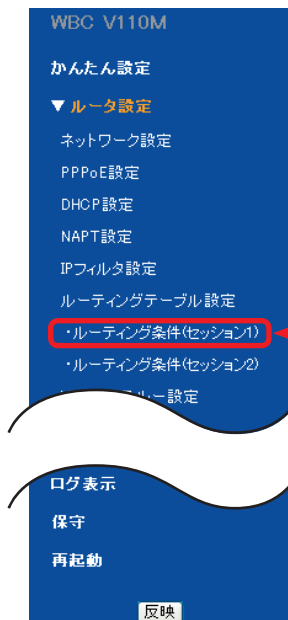 WBC V110M
かんたん設定
▼ルータ設定
ネットワーク設定
PPPoE設定
DHCP設定
NAPT設定
IPフィルタ設定
ルーティングテーブル設定
・ルーティング条件(セッション1)
・ルーティング条件(セッション2)
ー設定
ログ表示
保守
再起動
反映